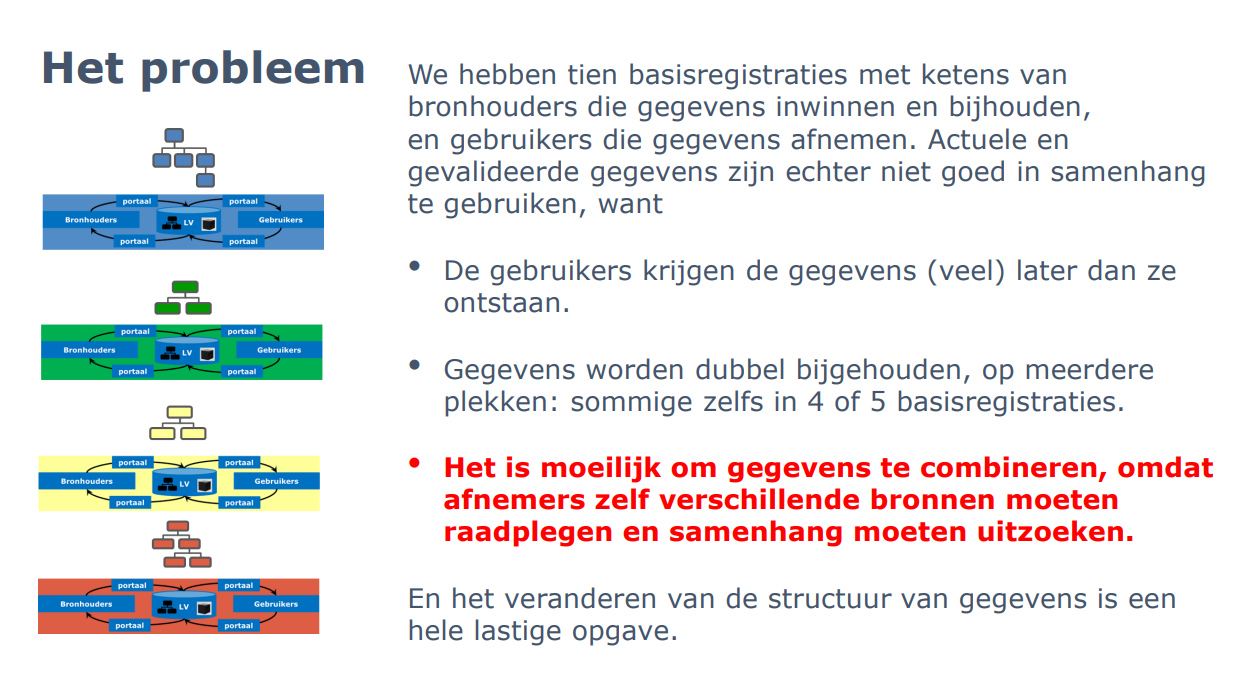 Het probleem
portaal portaal
Bronhouders LV Gebruikers
portaal portaal
portaal portaal
Bronhouders LV Gebruikers
portaal portaal
portaal portaal
Bronhouders LV Gebruikers
portaal portaal
portaal portaal
Bronhouders LV Gebruikers
portaal portaal
We hebben tien basisregistraties met ketens van
bronhouders die gegevens inwinnen en bijhouden,
en gebruikers die gegevens afnemen. Actuele en
gevalideerde gegevens zijn echter niet goed in samenhang
te gebruiken, want
• De gebruikers krijgen de gegevens (veel) later dan ze
ontstaan.
• Gegevens worden dubbel bijgehouden, op meerdere
plekken: sommige zelfs in 4 of 5 basisregistraties.
• Het is moeilijk om gegevens te combineren, omdat
afnemers zelf verschillende bronnen moeten
raadplegen en samenhang moeten uitzoeken.
En het veranderen van de structuur van gegevens is een
hele lastige opgave.